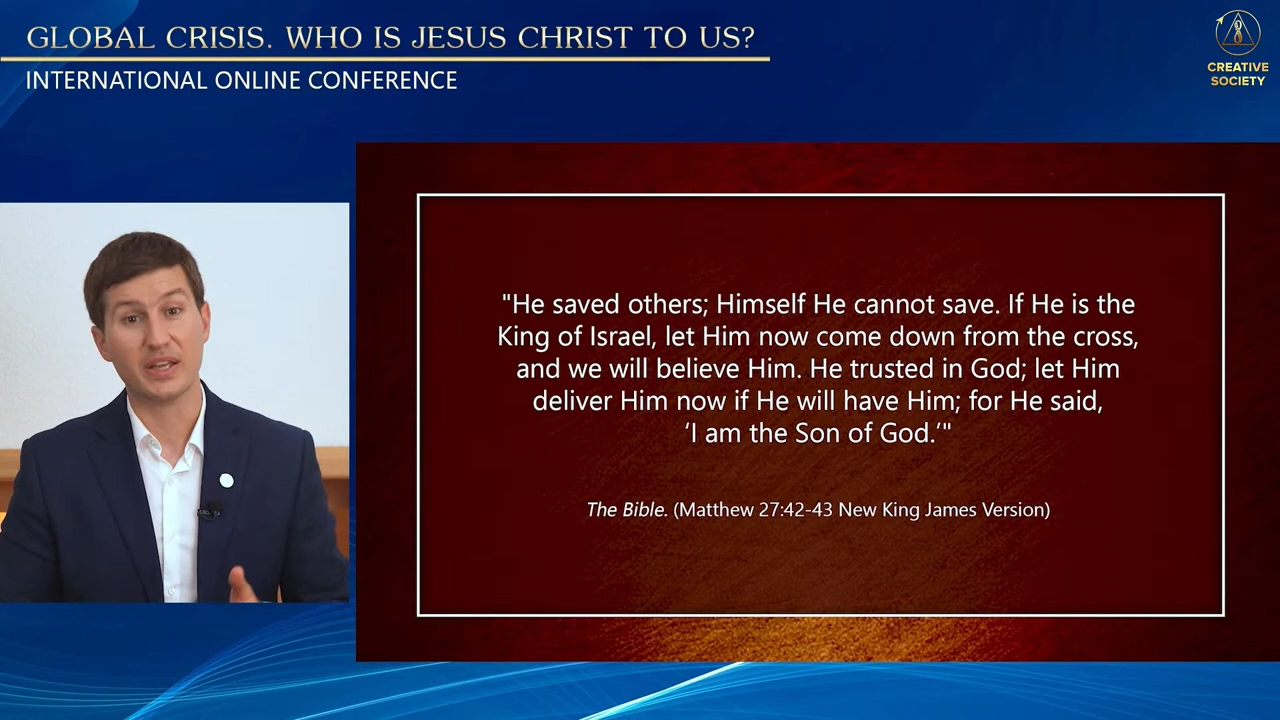 GLOBAL CRISIS. WHO IS JESUS CHRIST TO US?
INTERNATIONAL ONLINE CONFERENCE
CREATIVE
SOCIETY
"He saved others; Himself He cannot save. If He is the
King of Israel, let Him now come down from the cross,
and we will believe Him. He trusted in God; let Him
deliver Him now if He will have Him; for He said,
‘I am the Son of God.’"
The Bible. (Matthew 27:42-43 New King James Version)